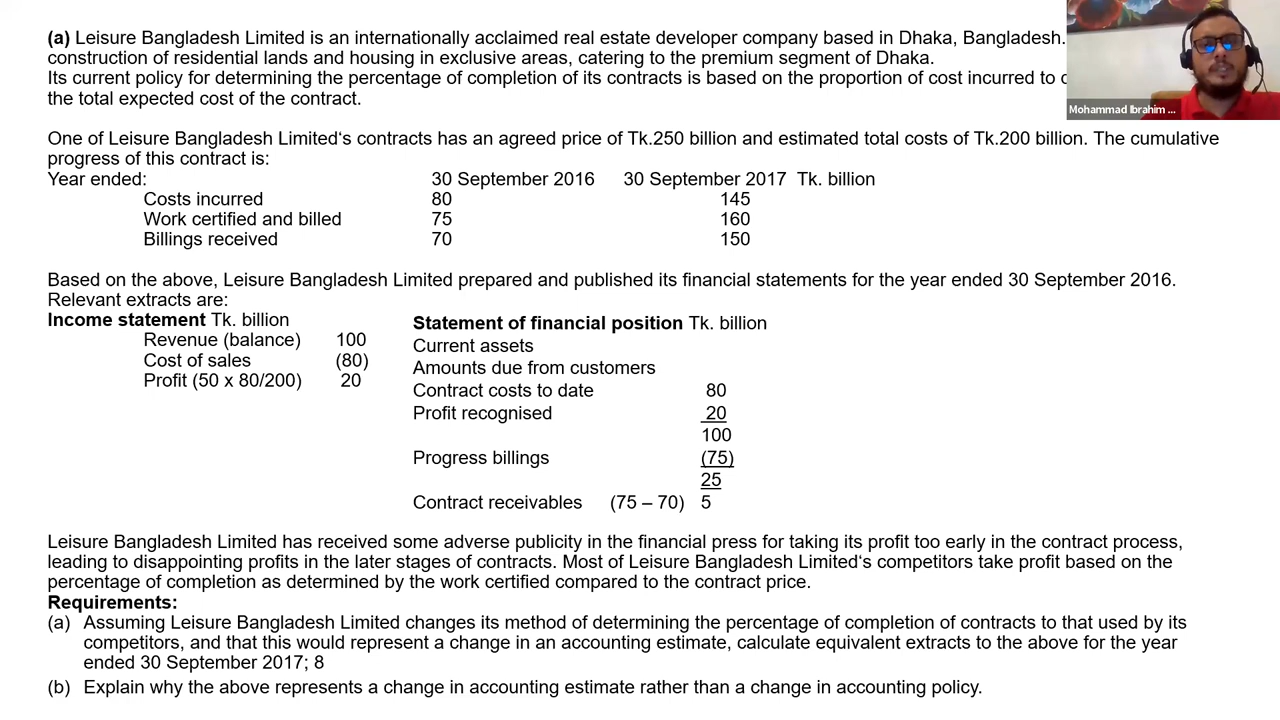 (a) Leisure Bangladesh Limited is an internationally acclaimed real estate developer company based in Dhaka, Bangladesh.
construction of residential lands and housing in exclusive areas, catering to the premium segment of Dhaka.
Its current policy for determining the percentage of completion of its contracts is based on the proportion of cost incurred to
the total expected cost of the contract.
Mohammad Ibrahim ...
One of Leisure Bangladesh Limited‘s contracts has an agreed price of Tk.250 billion and estimated total costs of Tk.200 billion. The cumulative
progress of this contract is:
Year ended: 30 September 2016 30 September 2017 Tk. billion
Costs incurred 80 145
Work certified and billed 75 160
Billings received 70 150
Based on the above, Leisure Bangladesh Limited prepared and published its financial statements for the year ended 30 September 2016.
Relevant extracts are:
Income statement Tk. billion
Revenue (balance) 100
Cost of sales (80)
Profit (50 x 80/200) 20
Statement of financial position Tk. billion
Current assets
Amounts due from customers
Contract costs to date 80
Profit recognised 20
100
Progress billings (75)
25
Contract receivables (75 – 70) 5
Leisure Bangladesh Limited has received some adverse publicity in the financial press for taking its profit too early in the contract process,
leading to disappointing profits in the later stages of contracts. Most of Leisure Bangladesh Limited‘s competitors take profit based on the
percentage of completion as determined by the work certified compared to the contract price.
Requirements:
(a) Assuming Leisure Bangladesh Limited changes its method of determining the percentage of completion of contracts to that used by its
competitors, and that this would represent a change in an accounting estimate, calculate equivalent extracts to the above for the year
ended 30 September 2017; 8
(b) Explain why the above represents a change in accounting estimate rather than a change in accounting policy.